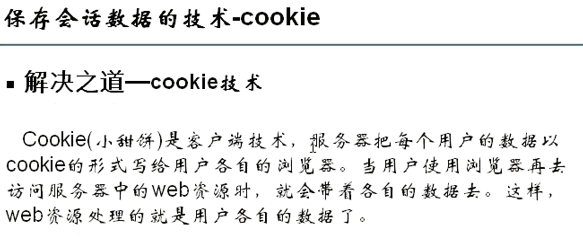 保存会话数据的技术-cookie
▪ 解决之道—cookie技术
Cookie(小甜饼)是客户端技术，服务器把每个用户的数据以
cookie的形式写给用户各自的浏览器。当用户使用浏览器再去
访问服务器中的web资源时，就会带着各自的数据去。这样，
web资源处理的就是用户各自的数据了。